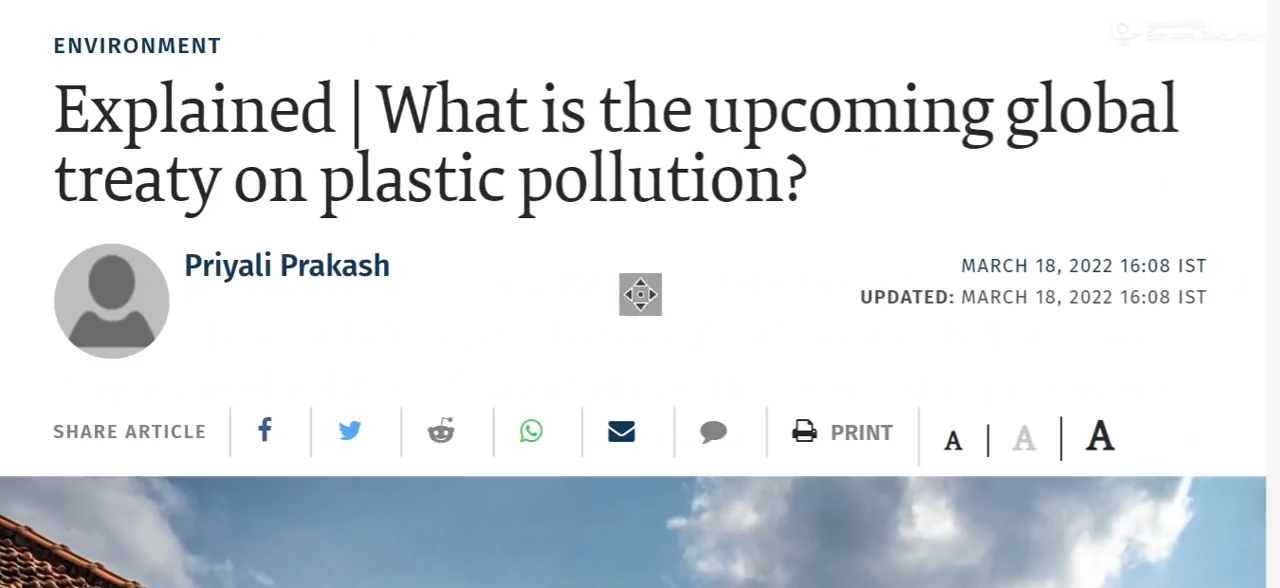 ENVIRONMENT
Explained | What is the upcoming global
treaty on plastic pollution?
Priyali Prakash
MARCH 18, 2022 16:08 IST
UPDATED: MARCH 18, 2022 16:08 IST
SHARE ARTICLE
PRINT
A | A | A